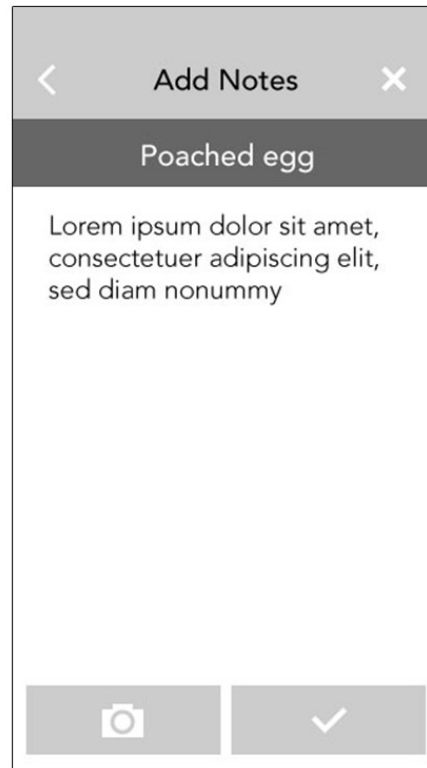 Add Notes
Poached egg
Lorem ipsum dolor sit amet,
consectetuer adipiscing elit,
sed diam nonummy